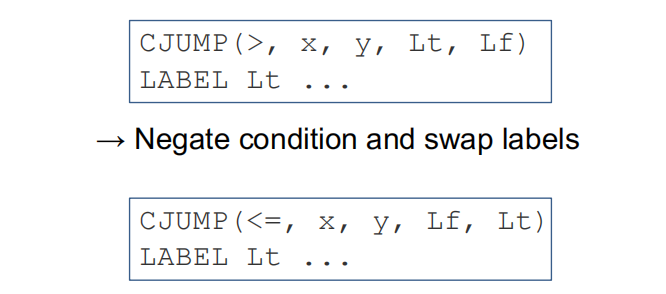 CJUMP(>, x, y, Lt, Lf)
LABEL Lt ...
→ Negate condition and swap labels
CJUMP(<=, x, y, Lf, Lt)
LABEL Lt ...